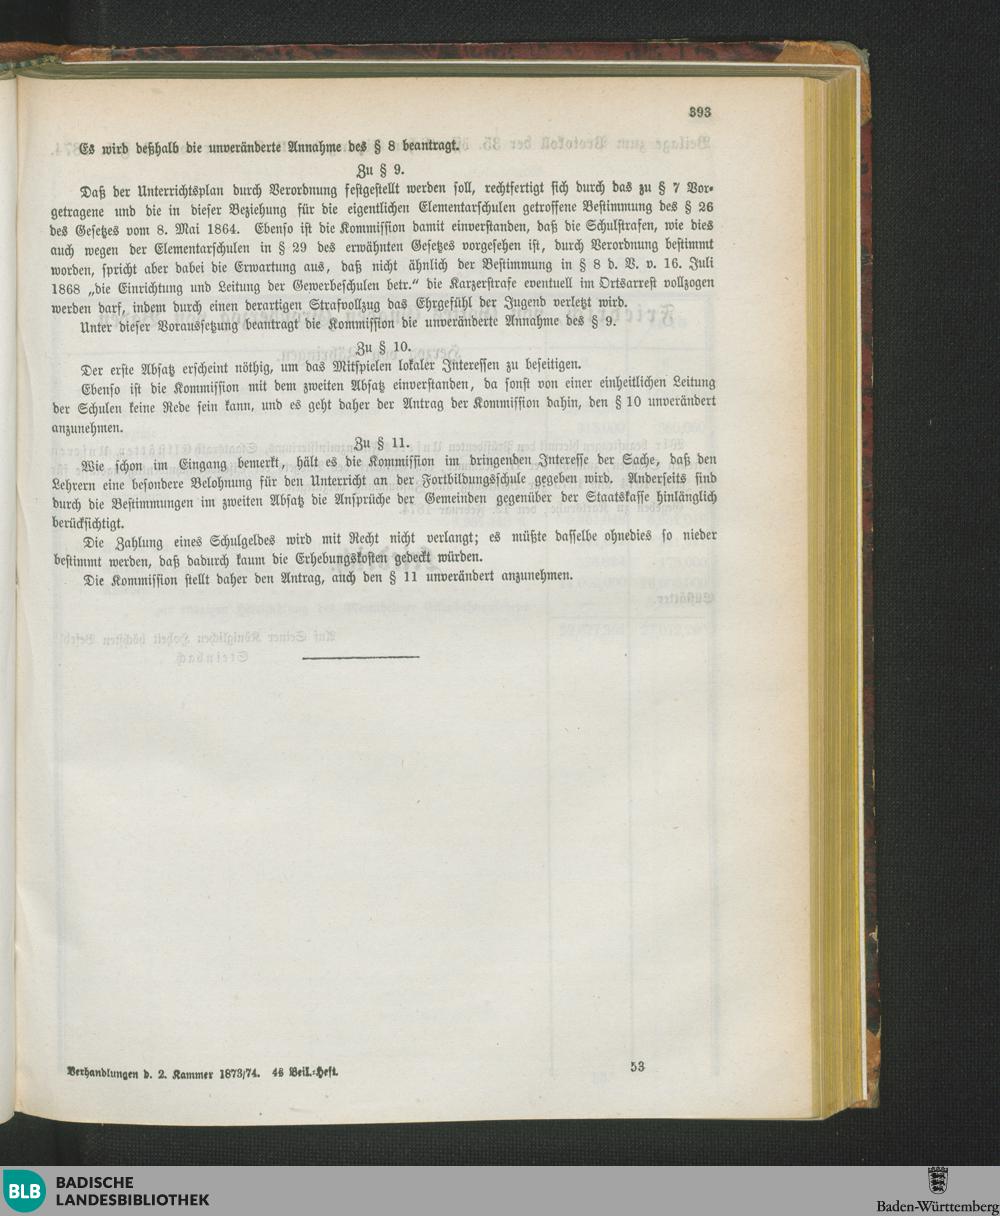 393
Es wird deßhalb die unveränderte Annahme des § 8 beantragt.
Zu § 9.
Daß der Unterrichtsplan durch Verordnung festgestellt werden soll, rechtfertigt sich durch das zu § 7 Vor-
getragene und die in dieser Beziehung für die eigentlichen Elementarschulen getroffene Bestimmung des § 26
des Gesetzes vom 8. Mai 1864. Ebenso ist die Kommission damit einverstanden, daß die Schulstrafen, wie dies
auch wegen der Elementarschulen in § 29 des erwähnten Gesetzes vorgesehen ist, durch Verordnung bestimmt
worden, spricht aber dabei die Erwartung aus, daß nicht ähnlich der Bestimmung in § 8 d. V. v. 16. Juli
1868 „die Einrichtung und Leitung der Gewerbeschulen betr." die Karzerstrafe eventuell im Ortsarrest vollzogen
werden darf, indem durch einen derartigen Strafvollzug das Ehrgefühl der Jugend verletzt wird.
Unter dieser Voraussetzung beantragt die Kommission die unveränderte Annahme des § 9.
Zu § 10.
Der erste Absatz erscheint nöthig, um das Mitspielen lokaler Interessen zu beseitigen.
Ebenso ist die Kommission mit dem zweiten Absatz einverstanden, da sonst von einer einheitlichen Leitung
der Schulen keine Rede sein kann, und es geht daher der Antrag der Kommission dahin, den § 10 unverändert
anzunehmen.
Zu § 11.
Wie schon im Eingang bemerkt, hält es die Kommission im dringenden Interesse der Sache, daß den
Lehrern eine besondere Belohnung für den Unterricht an der Fortbildungsschule gegeben wird. Anderseits sind
durch die Bestimmungen im zweiten Absatz die Ansprüche der Gemeinden gegenüber der Staatskasse hinlänglich
berücksichtigt.
Die Zahlung eines Schulgeldes wird mit Recht nicht verlangt; es müßte dasselbe ohnedies so nieder
bestimmt werden, daß dadurch kaum die Erhebungskosten gedeckt würden.
Die Kommission stellt daher den Antrag, auch den § 11 unverändert anzunehmen.
Verhandlungen d. 2. Kammer 1873/74. 4s Beil.-Heft.
53
BLB
BADISCHE
LANDESBIBLIOTHEK
Baden-Württemberg